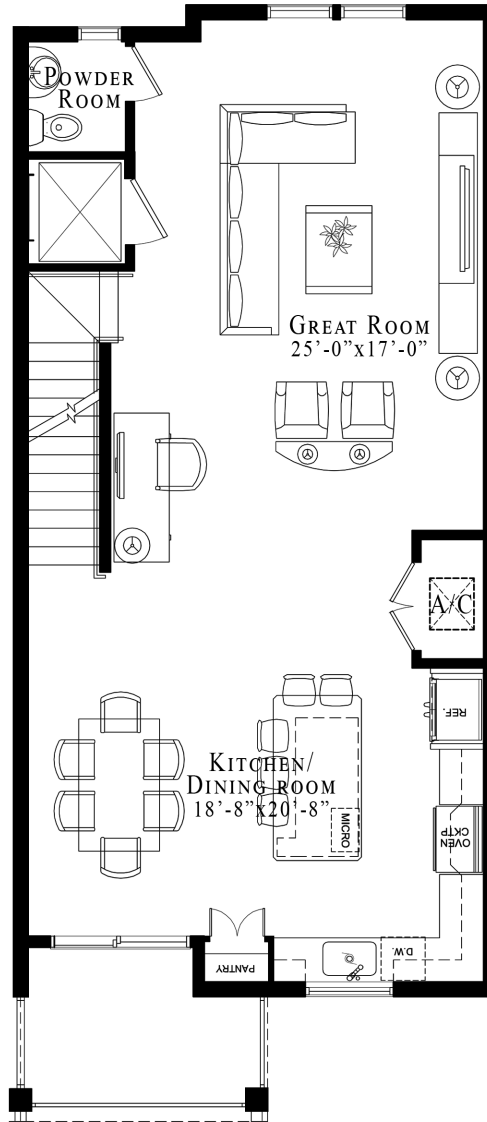 POWDER
ROOM
GREAT ROOM
25'-0"x17'-0"
A/C
REF.
KITCHEN/
DINING ROOM
18'-8"x20'-8"
MICRO
OVEN
CKTP
D.W.
PANTRY